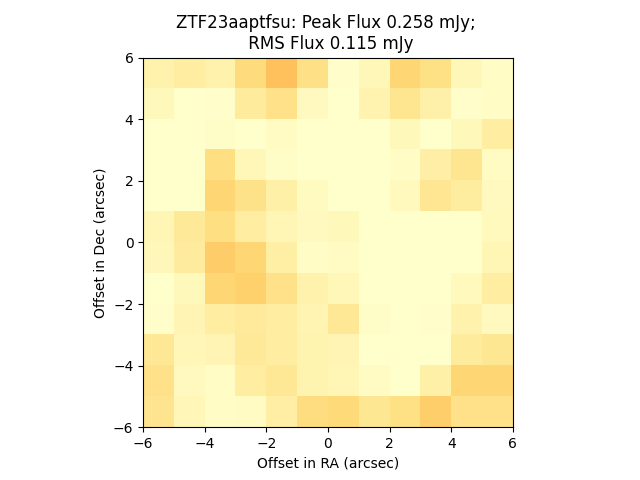 ZTF23aaptfsu: Peak Flux 0.258 mJy;
RMS Flux 0.115 mJy
6
4
2
0
−2
−4
−6
Offset in Dec (arcsec)
−6 −4 −2 0 2 4 6
Offset in RA (arcsec)